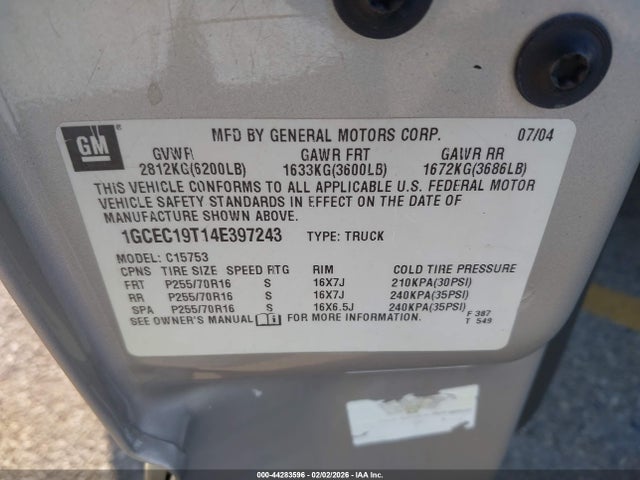 GM
MFD BY GENERAL MOTORS CORP. 07/04
GVWR GAWR FRT GAWR RR
2812KG(6200LB) 1633KG(3600LB) 1672KG(3686LB)
THIS VEHICLE CONFORMS TO ALL APPLICABLE U.S. FEDERAL MOTOR
VEHICLE SAFETY STANDARDS IN EFFECT ON THE DATE OF
MANUFACTURE SHOWN ABOVE.
1GCEC19T14E397243 TYPE: TRUCK
MODEL: C15753
CPNS TIRE SIZE SPEED RTG RIM COLD TIRE PRESSURE
FRT P255/70R16 S 16X7J 210KPA(30PSI)
RR P255/70R16 S 16X7J 240KPA(35PSI)
SPA P255/70R16 S 16X6.5J 240KPA(35PSI)
SEE OWNER'S MANUAL FOR MORE INFORMATION. F 387
T 549
000-44283596 - 02/02/2026 - IAA Inc.